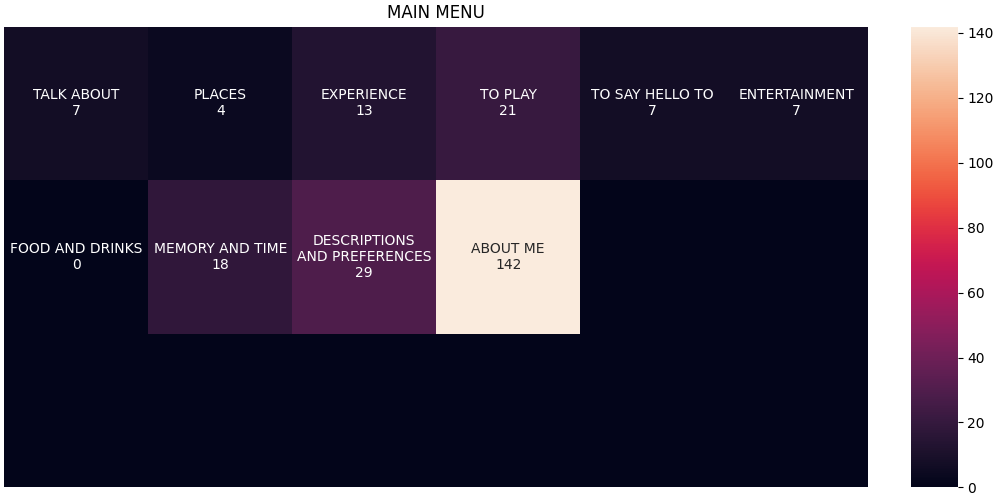 MAIN MENU
TALK ABOUT
7
PLACES
4
EXPERIENCE
13
TO PLAY
21
TO SAY HELLO TO
7
ENTERTAINMENT
7
FOOD AND DRINKS
0
MEMORY AND TIME
18
DESCRIPTIONS
AND PREFERENCES
29
ABOUT ME
142
140
120
100
80
60
40
20
0